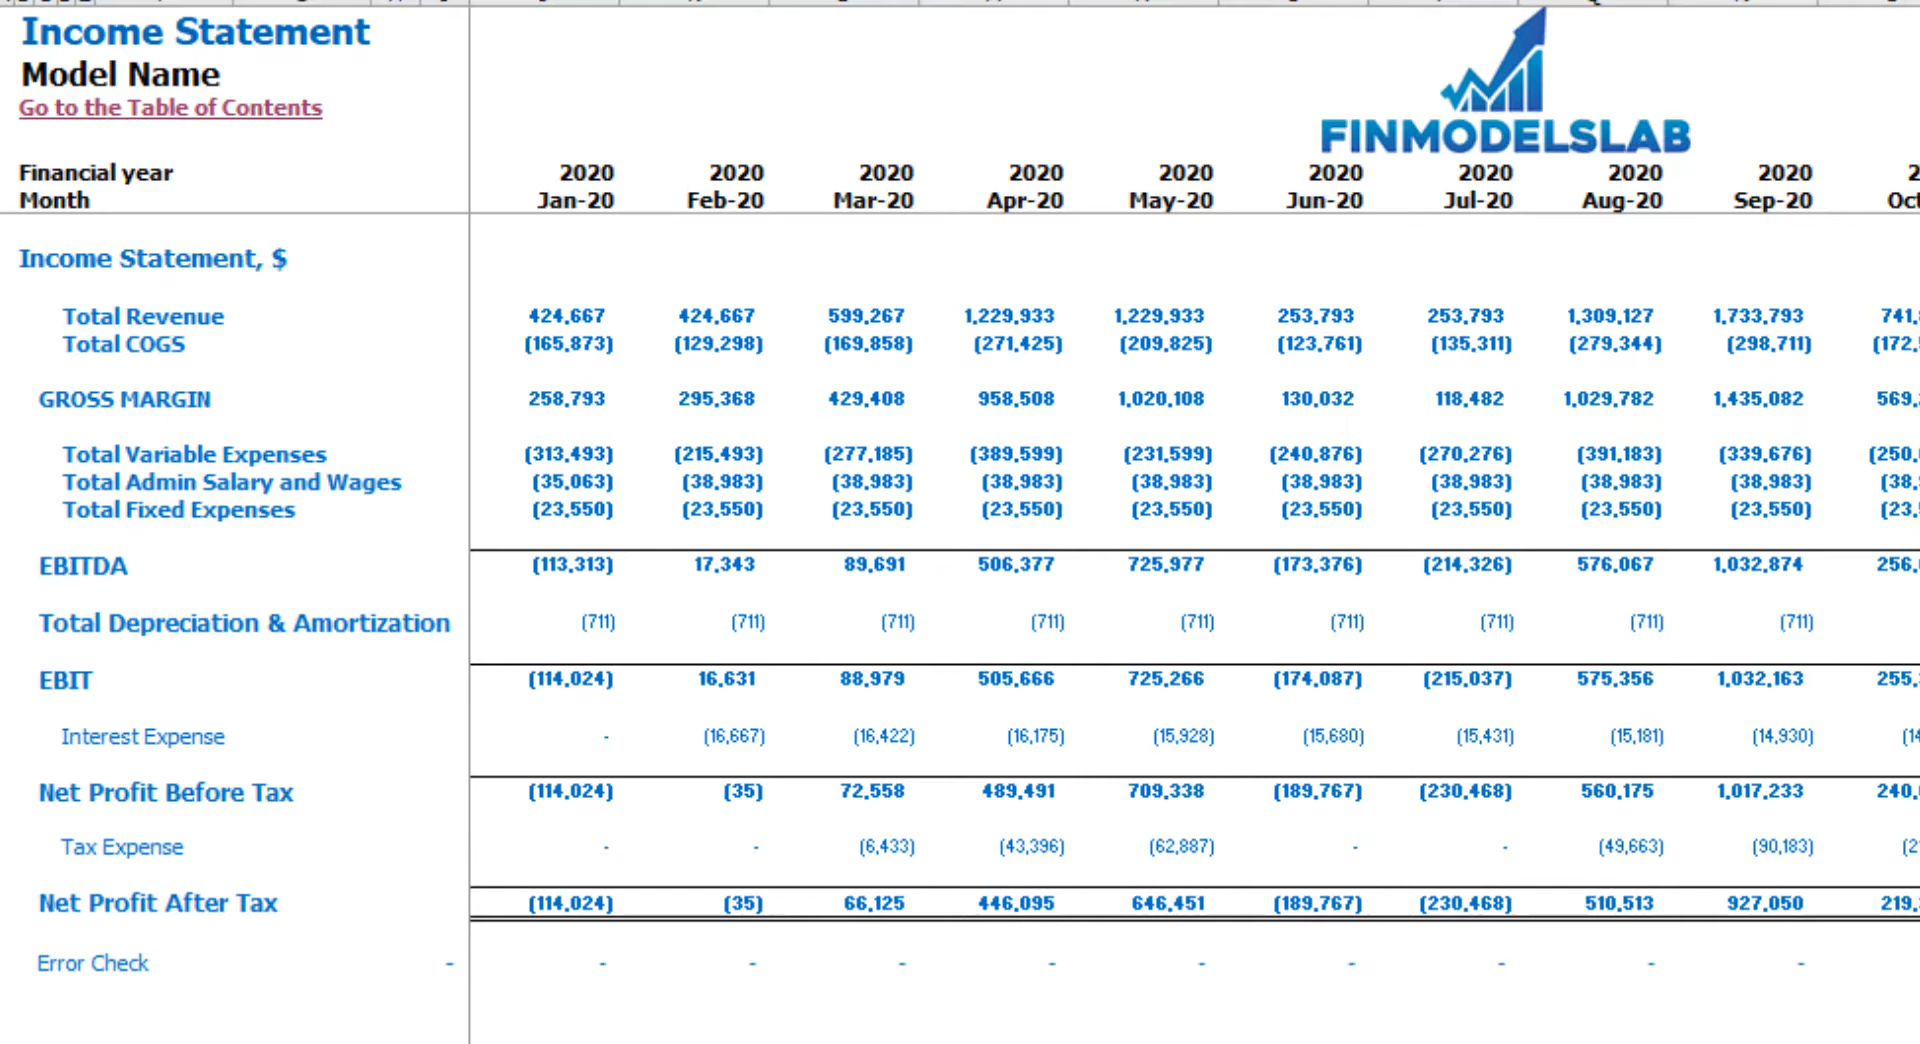 Income Statement
Model Name
Go to the Table of Contents
FINMODELSLAB
Financial year 2020 2020 2020 2020 2020 2020 2020 2020 2020
Month Jan-20 Feb-20 Mar-20 Apr-20 May-20 Jun-20 Jul-20 Aug-20 Sep-20
Income Statement, $
Total Revenue 424,667 424,667 599,267 1,229,933 1,229,933 253,793 253,793 1,309,127 1,733,793
Total COGS (165,873) (129,298) (169,858) (271,425) (209,825) (123,761) (135,311) (279,344) (298,711)
GROSS MARGIN 258,793 295,368 429,408 958,508 1,020,108 130,032 118,482 1,029,782 1,435,082
Total Variable Expenses (313,493) (215,493) (277,185) (389,599) (231,599) (240,876) (270,276) (391,183) (339,676)
Total Admin Salary and Wages (35,063) (38,983) (38,983) (38,983) (38,983) (38,983) (38,983) (38,983) (38,983)
Total Fixed Expenses (23,550) (23,550) (23,550) (23,550) (23,550) (23,550) (23,550) (23,550) (23,550)
EBITDA (113,313) 17,343 89,691 506,377 725,977 (173,376) (214,326) 576,067 1,032,874
Total Depreciation & Amortization (711) (711) (711) (711) (711) (711) (711) (711) (711)
EBIT (114,024) 16,631 88,979 505,666 725,266 (174,087) (215,037) 575,356 1,032,163
Interest Expense - (16,667) (16,422) (16,175) (15,928) (15,680) (15,431) (15,181) (14,930)
Net Profit Before Tax (114,024) (35) 72,558 489,491 709,338 (189,767) (230,468) 560,175 1,017,233
Tax Expense - - (6,433) (43,396) (62,887) - - (49,663) (90,183)
Net Profit After Tax (114,024) (35) 66,125 446,095 646,451 (189,767) (230,468) 510,513 927,050
Error Check - - - - - - - - - -